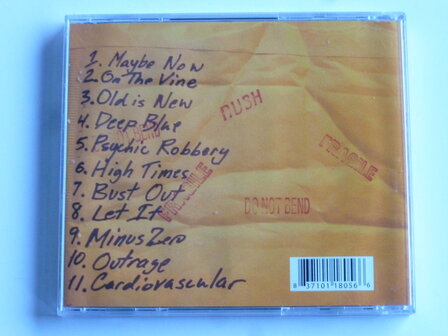 1. Maybe Now
2. On The Vine
3. Old is New
4. Deep Blue
5. Psychic Robbery
6. High Times
7. Bust Out
8. Let It
9. Minus Zero
10. Outrage
11. Cardiovascular
RUSH
FRAGILE
BEND
FRAGILE
DO NOT BEND
8 37101 18056 6